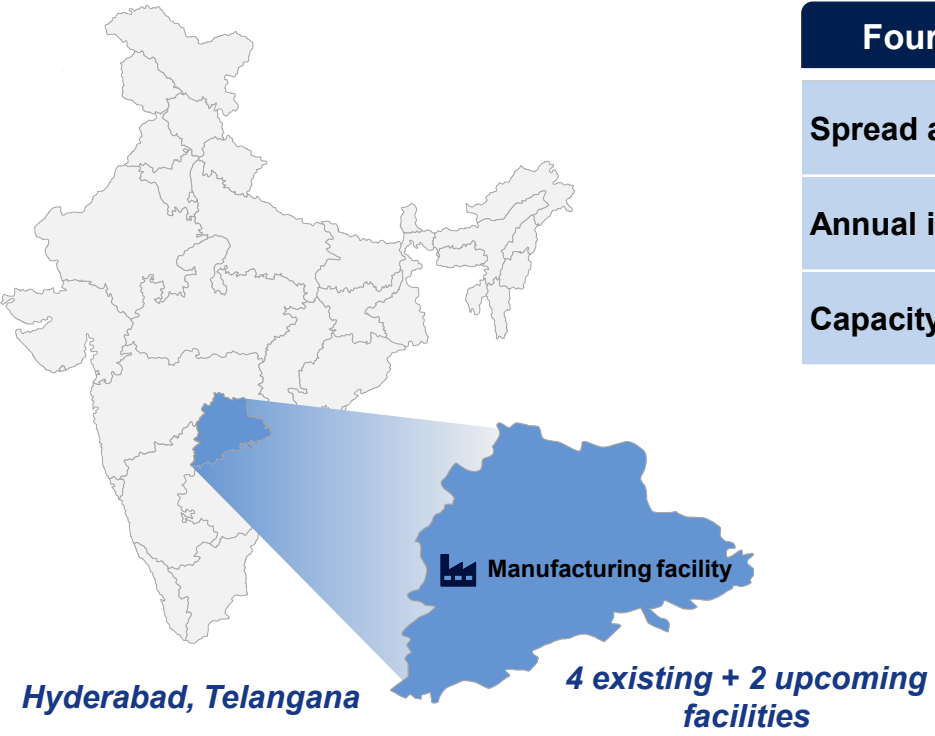 Four
Spread a
Annual i
Capacity
Manufacturing facility
Hyderabad, Telangana
4 existing + 2 upcoming
facilities